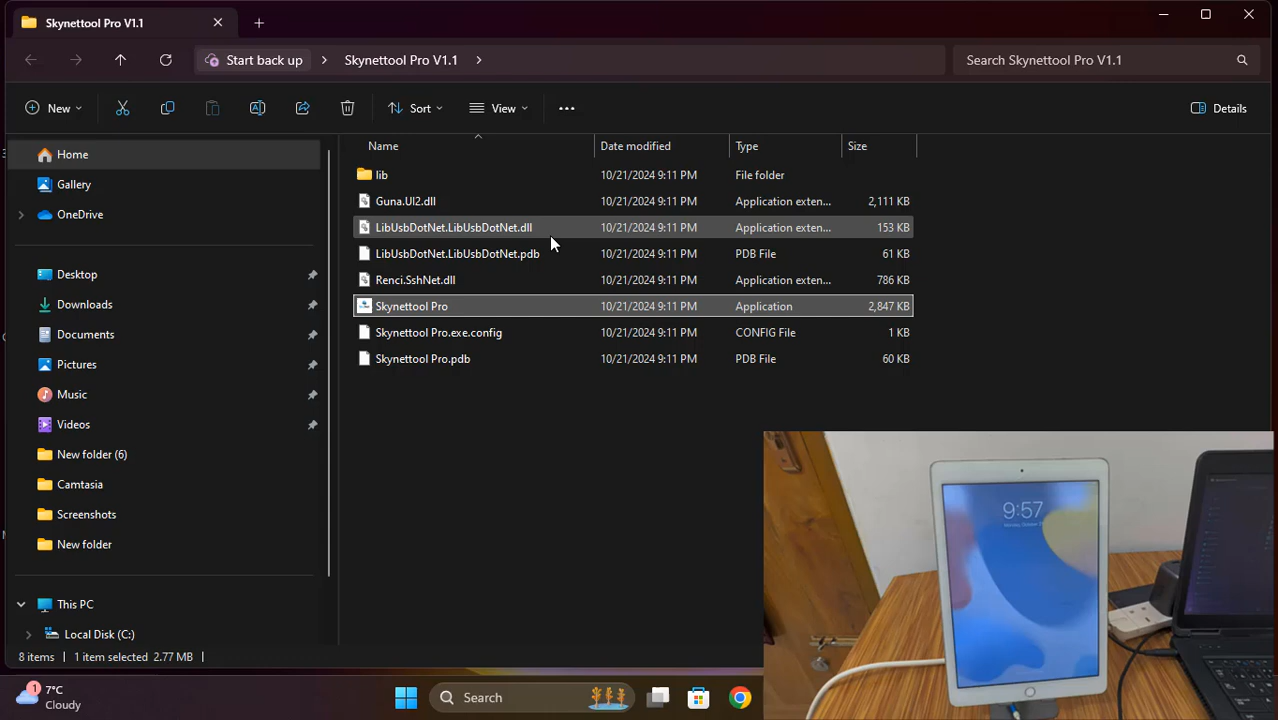 Skynettool Pro V1.1
Start back up
Skynettool Pro V1.1
Search Skynettool Pro V1.1
New
Sort
View
Details
Home
Gallery
OneDrive
Desktop
Downloads
Documents
Pictures
Music
Videos
New folder (6)
Camtasia
Screenshots
New folder
This PC
Local Disk (C:)
Name Date modified Type Size
lib 10/21/2024 9:11 PM File folder
Guna.UI2.dll 10/21/2024 9:11 PM Application exten... 2,111 KB
LibUsbDotNet.LibUsbDotNet.dll 10/21/2024 9:11 PM Application exten... 153 KB
LibUsbDotNet.LibUsbDotNet.pdb 10/21/2024 9:11 PM PDB File 61 KB
Renci.SshNet.dll 10/21/2024 9:11 PM Application exten... 786 KB
Skynettool Pro 10/21/2024 9:11 PM Application 2,847 KB
Skynettool Pro.exe.config 10/21/2024 9:11 PM CONFIG File 1 KB
Skynettool Pro.pdb 10/21/2024 9:11 PM PDB File 60 KB
9:57
8 items 1 item selected 2.77 MB
1
7°C
Cloudy
Search